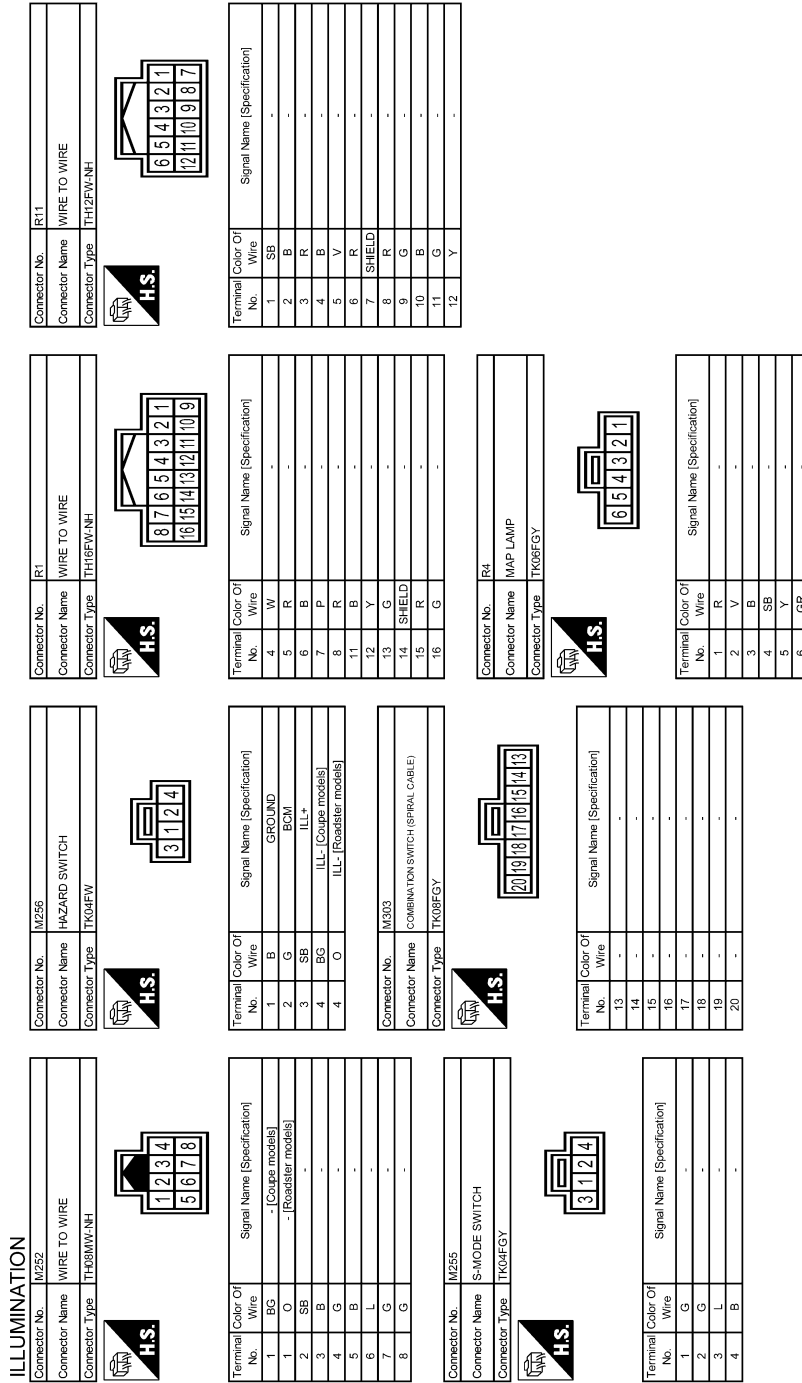 ILLUMINATION
Connector No. M252
Connector Name WIRE TO WIRE
Connector Type TH08MW-NH
H.S.
1 2 3 4
5 6 7 8
Terminal No. Color Of Wire Signal Name [Specification]
1 BG - [Coupe models]
1 O - [Roadster models]
2 SB -
3 B -
4 G -
5 B -
6 L -
7 G -
8 G -
Connector No. M255
Connector Name S-MODE SWITCH
Connector Type TK04FGY
H.S.
3 1 2 4
Terminal No. Color Of Wire Signal Name [Specification]
1 G -
2 G -
3 L -
4 B -
Connector No. M256
Connector Name HAZARD SWITCH
Connector Type TK04FW
H.S.
3 1 2 4
Terminal No. Color Of Wire Signal Name [Specification]
1 B GROUND
2 G BCM
3 SB ILL+
4 BG ILL- [Coupe models]
4 O ILL- [Roadster models]
Connector No. M303
Connector Name COMBINATION SWITCH (SPIRAL CABLE)
Connector Type TK08FGY
H.S.
20 19 18 17 16 15 14 13
Terminal No. Color Of Wire Signal Name [Specification]
13 - -
14 - -
15 - -
16 - -
17 - -
18 - -
19 - -
20 - -
Connector No. R1
Connector Name WIRE TO WIRE
Connector Type TH16FW-NH
H.S.
8 7 6 5 4 3 2 1
16 15 14 13 12 11 10 9
Terminal No. Color Of Wire Signal Name [Specification]
4 W -
5 R -
6 B -
7 P -
8 R -
11 B -
12 Y -
13 G -
14 SHIELD -
15 R -
16 G -
Connector No. R4
Connector Name MAP LAMP
Connector Type TK06FGY
H.S.
6 5 4 3 2 1
Terminal No. Color Of Wire Signal Name [Specification]
1 R -
2 V -
3 B -
4 SB -
5 Y -
6 GR -
Connector No. R11
Connector Name WIRE TO WIRE
Connector Type TH12FW-NH
H.S.
6 5 4 3 2 1
12 11 10 9 8 7
Terminal No. Color Of Wire Signal Name [Specification]
1 SB -
2 B -
3 R -
4 B -
5 V -
6 R -
7 SHIELD -
8 R -
9 G -
10 B -
11 G -
12 Y -